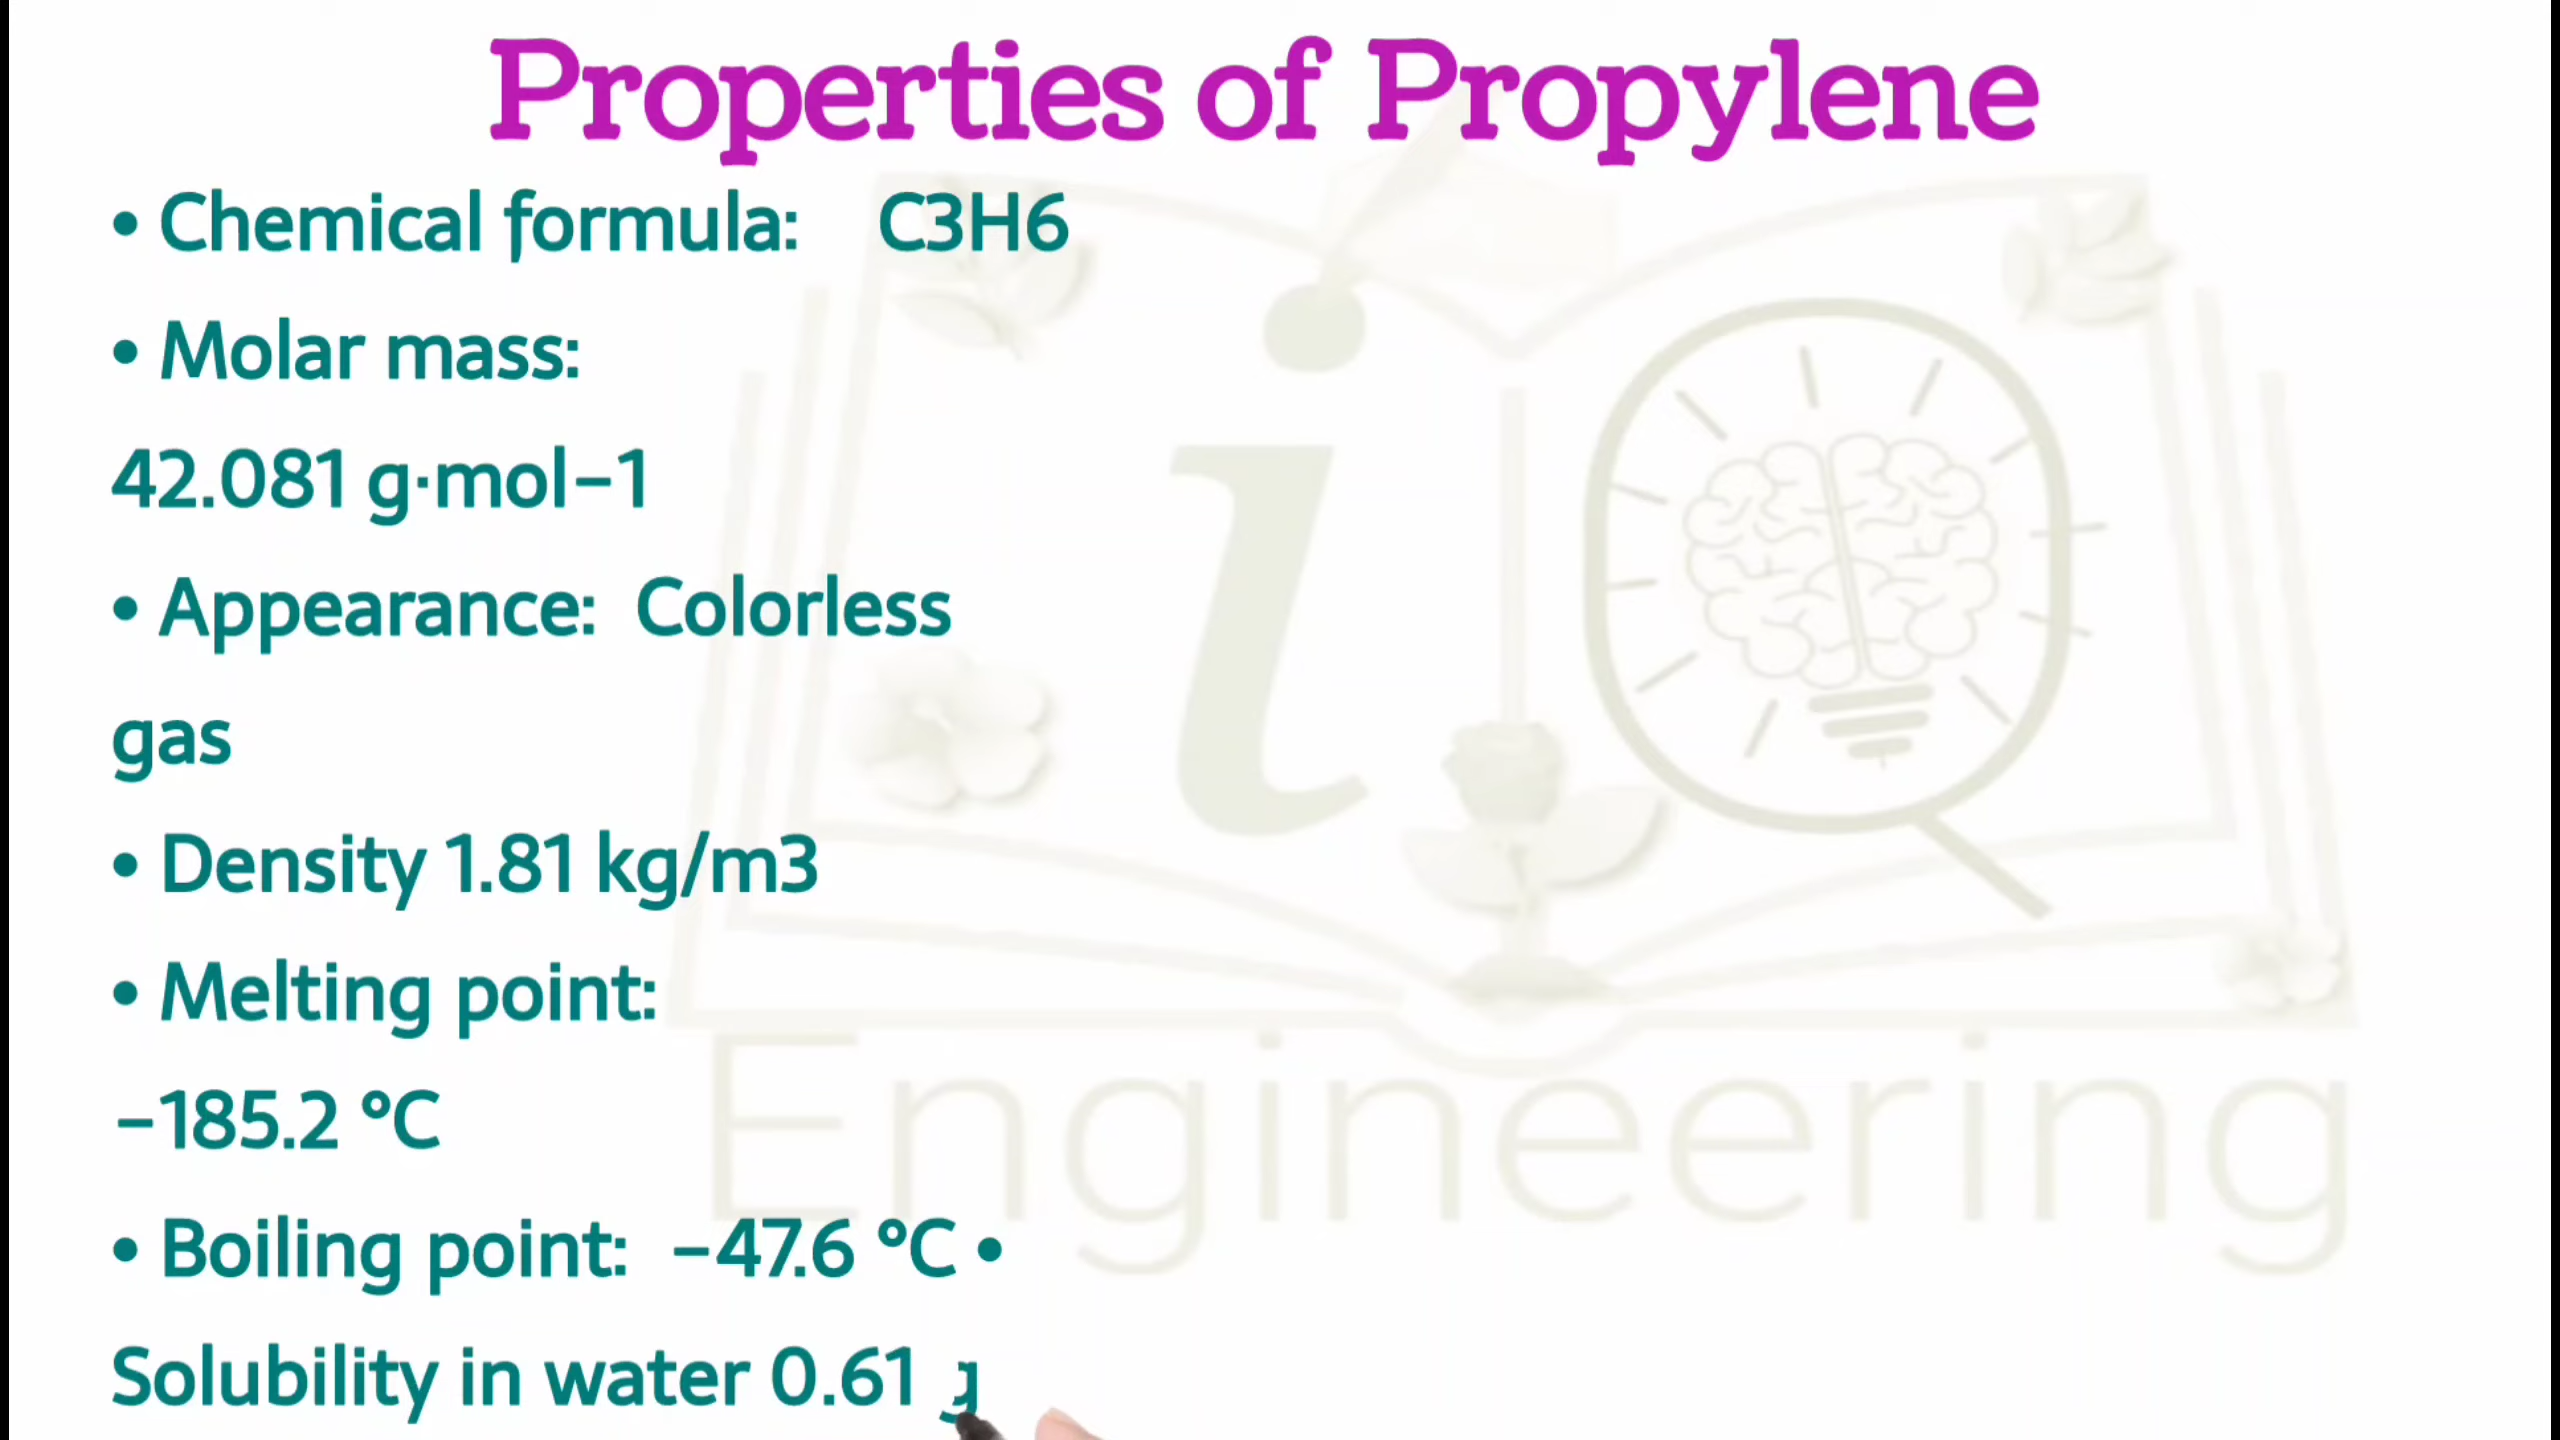 Properties of Propylene
• Chemical formula: C3H6
• Molar mass:
42.081 g·mol−1
• Appearance: Colorless
gas
• Density 1.81 kg/m3
• Melting point:
−185.2 °C
• Boiling point: −47.6 °C •
Solubility in water 0.61 g
i
Engineering